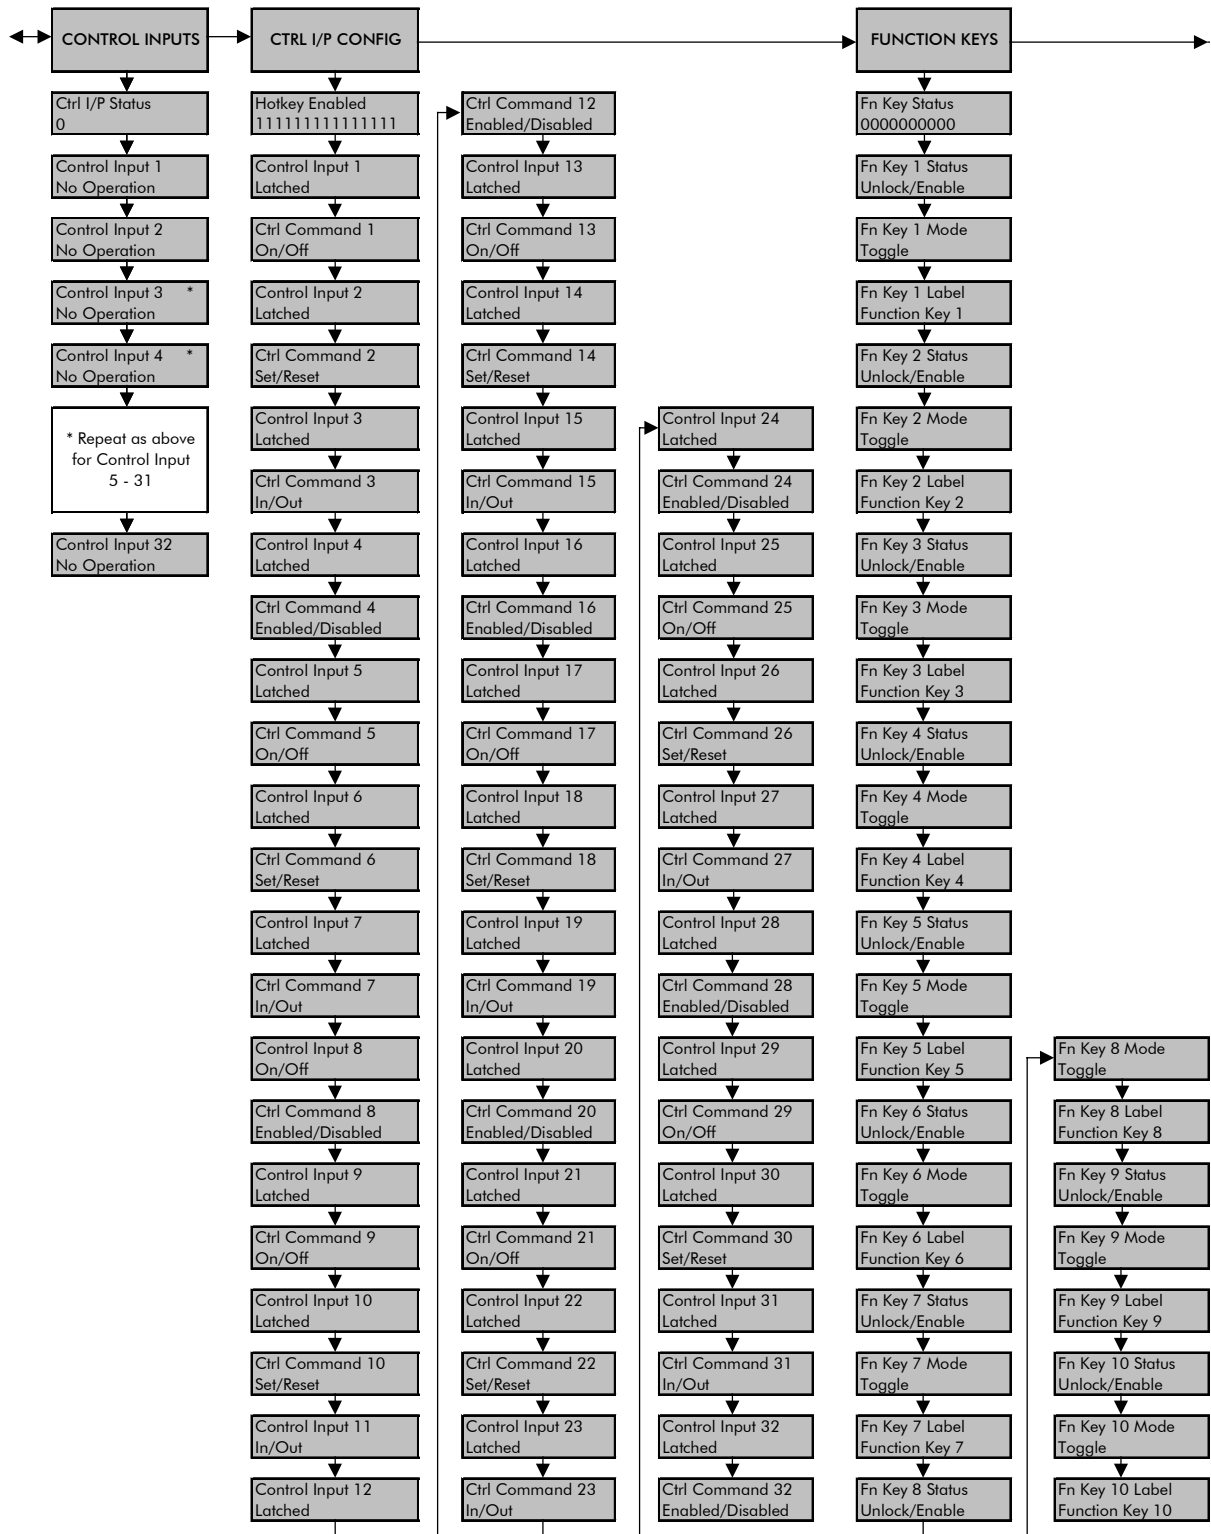 CONTROL INPUTS
CTRL I/P CONFIG
FUNCTION KEYS
Ctrl I/P Status
0
Control Input 1
No Operation
Control Input 2
No Operation
Control Input 3 *
No Operation
Control Input 4 *
No Operation
* Repeat as above
for Control Input
5 - 31
Control Input 32
No Operation
Hotkey Enabled
111111111111111
Control Input 1
Latched
Ctrl Command 1
On/Off
Control Input 2
Latched
Ctrl Command 2
Set/Reset
Control Input 3
Latched
Ctrl Command 3
In/Out
Control Input 4
Latched
Ctrl Command 4
Enabled/Disabled
Control Input 5
Latched
Ctrl Command 5
On/Off
Control Input 6
Latched
Ctrl Command 6
Set/Reset
Control Input 7
Latched
Ctrl Command 7
In/Out
Control Input 8
On/Off
Ctrl Command 8
Enabled/Disabled
Control Input 9
Latched
Ctrl Command 9
On/Off
Control Input 10
Latched
Ctrl Command 10
Set/Reset
Control Input 11
In/Out
Control Input 12
Latched
Ctrl Command 12
Enabled/Disabled
Control Input 13
Latched
Ctrl Command 13
On/Off
Control Input 14
Latched
Ctrl Command 14
Set/Reset
Control Input 15
Latched
Ctrl Command 15
In/Out
Control Input 16
Latched
Ctrl Command 16
Enabled/Disabled
Control Input 17
Latched
Ctrl Command 17
On/Off
Control Input 18
Latched
Ctrl Command 18
Set/Reset
Control Input 19
Latched
Ctrl Command 19
In/Out
Control Input 20
Latched
Ctrl Command 20
Enabled/Disabled
Control Input 21
Latched
Ctrl Command 21
On/Off
Control Input 22
Latched
Ctrl Command 22
Set/Reset
Control Input 23
Latched
Ctrl Command 23
In/Out
Control Input 24
Latched
Ctrl Command 24
Enabled/Disabled
Control Input 25
Latched
Ctrl Command 25
On/Off
Control Input 26
Latched
Ctrl Command 26
Set/Reset
Control Input 27
Latched
Ctrl Command 27
In/Out
Control Input 28
Latched
Ctrl Command 28
Enabled/Disabled
Control Input 29
Latched
Ctrl Command 29
On/Off
Control Input 30
Latched
Ctrl Command 30
Set/Reset
Control Input 31
Latched
Ctrl Command 31
In/Out
Control Input 32
Latched
Ctrl Command 32
Enabled/Disabled
Fn Key Status
0000000000
Fn Key 1 Status
Unlock/Enable
Fn Key 1 Mode
Toggle
Fn Key 1 Label
Function Key 1
Fn Key 2 Status
Unlock/Enable
Fn Key 2 Mode
Toggle
Fn Key 2 Label
Function Key 2
Fn Key 3 Status
Unlock/Enable
Fn Key 3 Mode
Toggle
Fn Key 3 Label
Function Key 3
Fn Key 4 Status
Unlock/Enable
Fn Key 4 Mode
Toggle
Fn Key 4 Label
Function Key 4
Fn Key 5 Status
Unlock/Enable
Fn Key 5 Mode
Toggle
Fn Key 5 Label
Function Key 5
Fn Key 6 Status
Unlock/Enable
Fn Key 6 Mode
Toggle
Fn Key 6 Label
Function Key 6
Fn Key 7 Status
Unlock/Enable
Fn Key 7 Mode
Toggle
Fn Key 7 Label
Function Key 7
Fn Key 8 Status
Unlock/Enable
Fn Key 8 Mode
Toggle
Fn Key 8 Label
Function Key 8
Fn Key 9 Status
Unlock/Enable
Fn Key 9 Mode
Toggle
Fn Key 9 Label
Function Key 9
Fn Key 10 Status
Unlock/Enable
Fn Key 10 Mode
Toggle
Fn Key 10 Label
Function Key 10